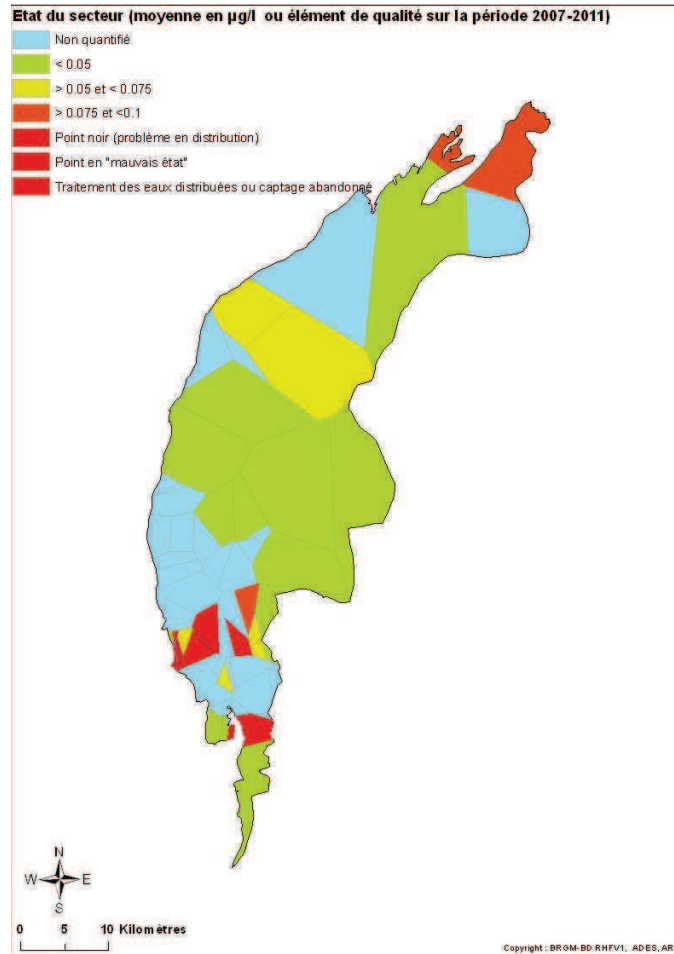 Etat du secteur (moyenne en µg/l ou élément de qualité sur la période 2007-2011)
Non quantifié
< 0.05
> 0.05 et < 0.075
> 0.075 et <0.1
Point noir (problème en distribution)
Point en "mauvais état"
Traitement des eaux distribuées ou captage abandonné
N
W E
S
0 5 10 Kilomètres
Copyright : BRGM-BD RHFV1, ADES, AR